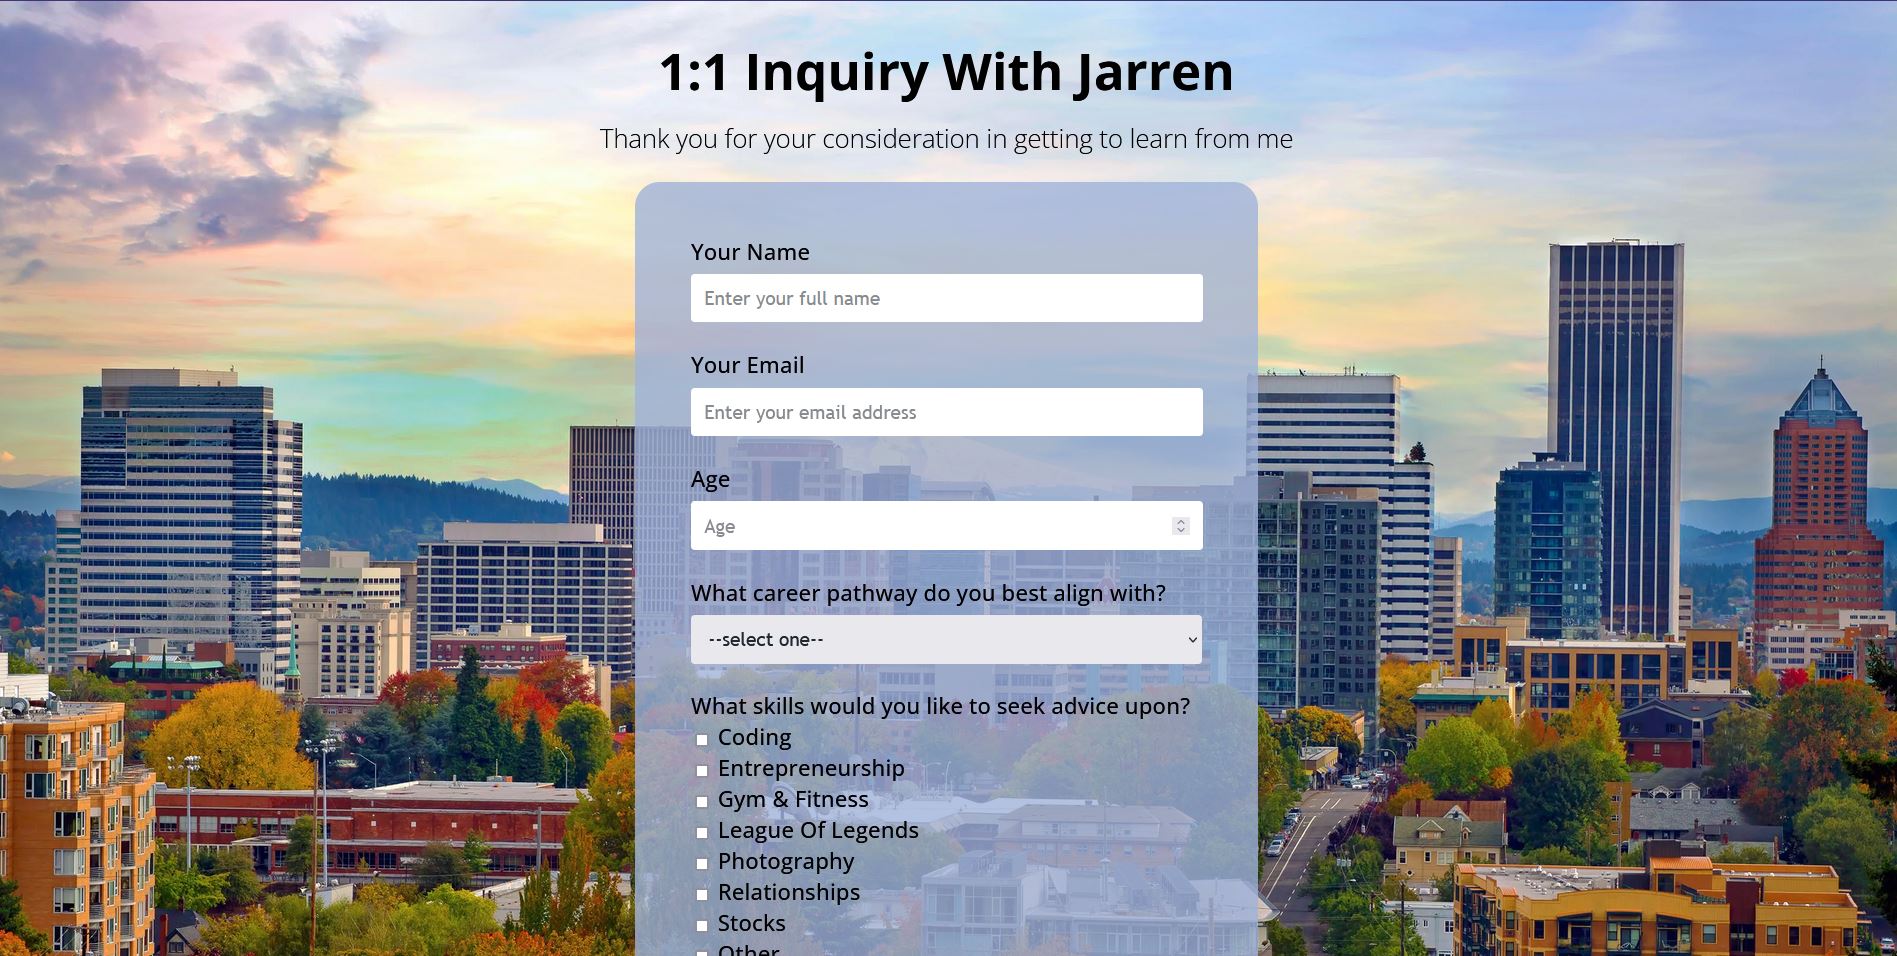 1:1 Inquiry With Jarren
Thank you for your consideration in getting to learn from me
Your Name
Enter your full name
Your Email
Enter your email address
Age
Age
What career pathway do you best align with?
--select one--
What skills would you like to seek advice upon?
Coding
Entrepreneurship
Gym & Fitness
League Of Legends
Photography
Relationships
Stocks
Other